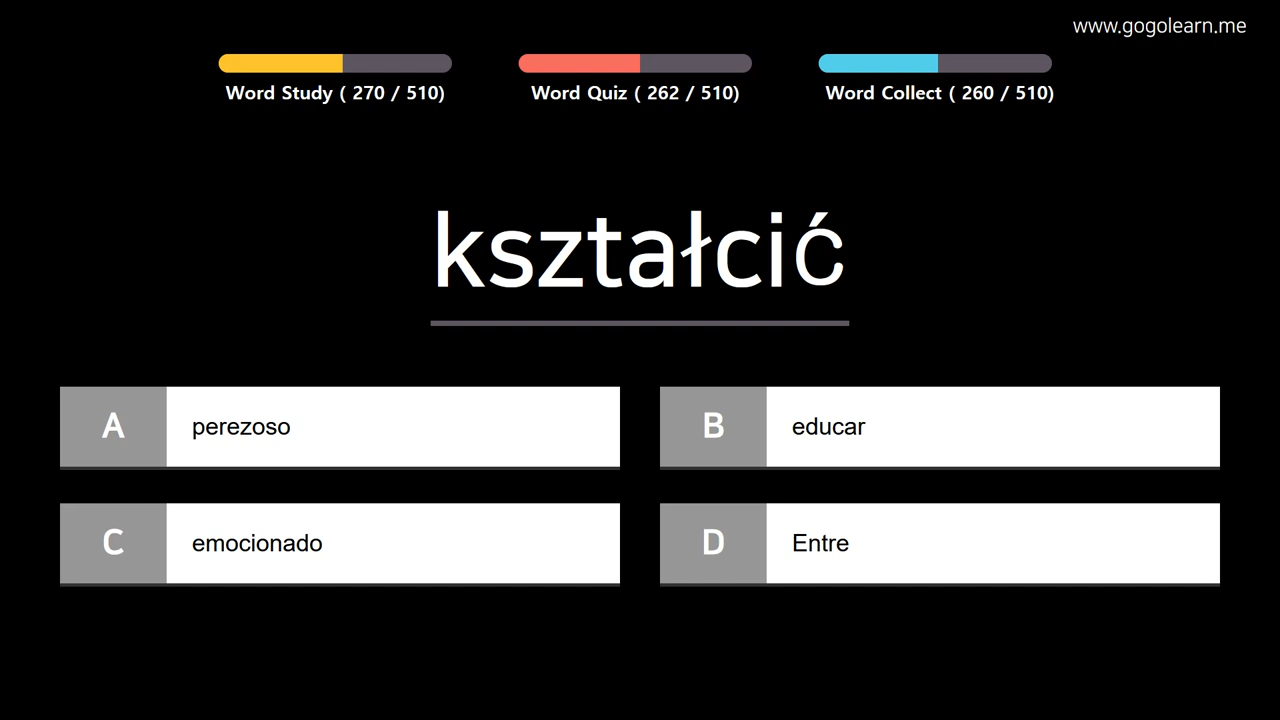 www.gogolearn.me
Word Study ( 270 / 510)
Word Quiz ( 262 / 510)
Word Collect ( 260 / 510)
kształcić
A perezoso
B educar
C emocionado
D Entre